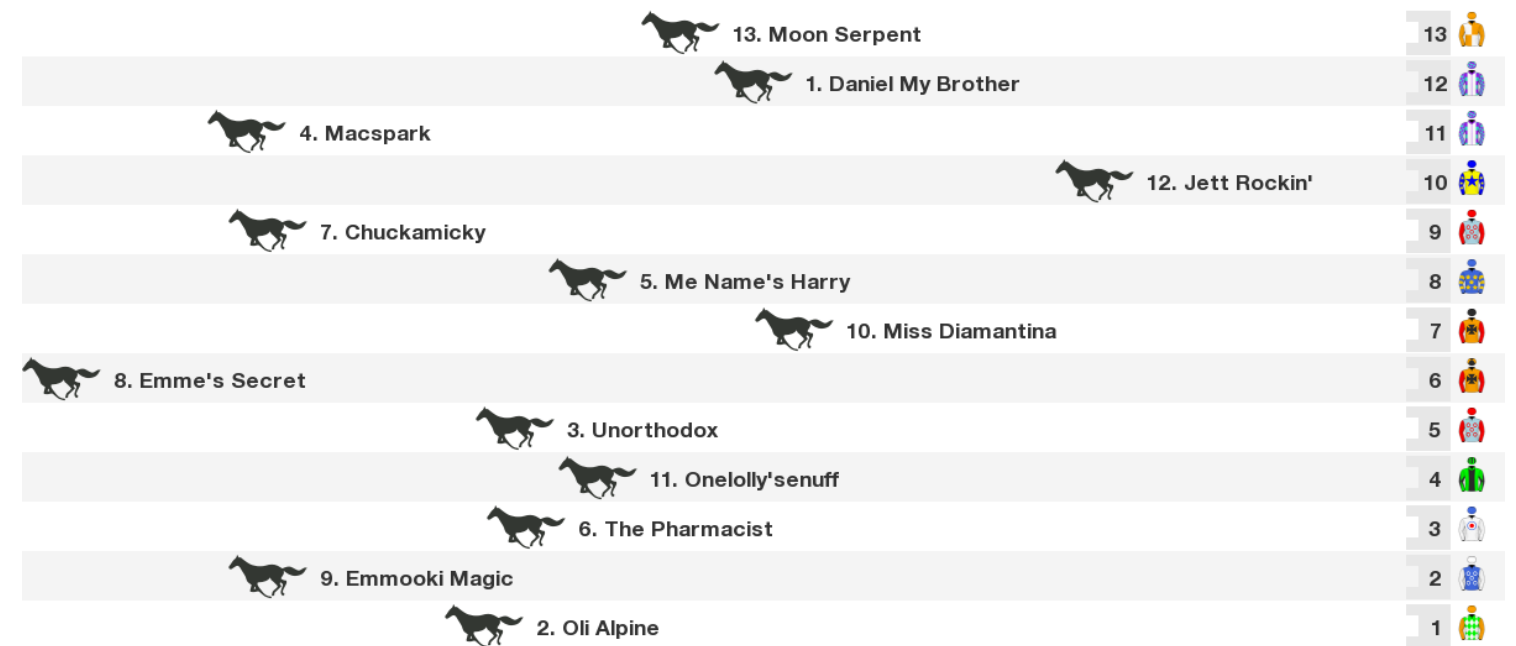 13. Moon Serpent 13
1. Daniel My Brother 12
4. Macspark 11
12. Jett Rockin' 10
7. Chuckamicky 9
5. Me Name's Harry 8
10. Miss Diamantina 7
8. Emme's Secret 6
3. Unorthodox 5
11. Onelolly'senuff 4
6. The Pharmacist 3
9. Emmooki Magic 2
2. Oli Alpine 1